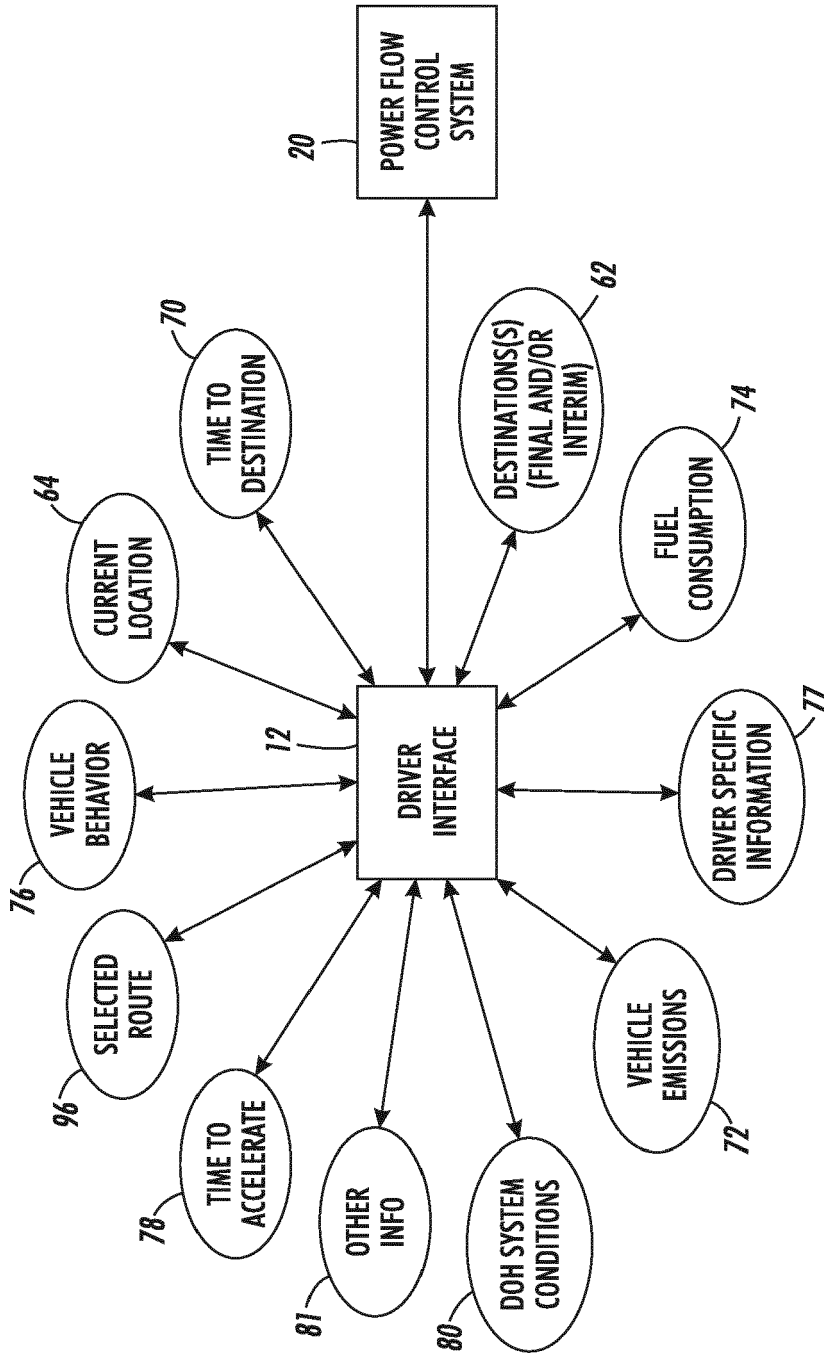 76
VEHICLE
BEHAVIOR
64
CURRENT
LOCATION
96
SELECTED
ROUTE
70
TIME TO
DESTINATION
78
TIME TO
ACCELERATE
12
DRIVER
INTERFACE
20
POWER FLOW
CONTROL
SYSTEM
81
OTHER
INFO
80
DOH SYSTEM
CONDITIONS
62
DESTINATIONS(S)
(FINAL AND/OR
INTERIM)
72
VEHICLE
EMISSIONS
74
FUEL
CONSUMPTION
77
DRIVER SPECIFIC
INFORMATION